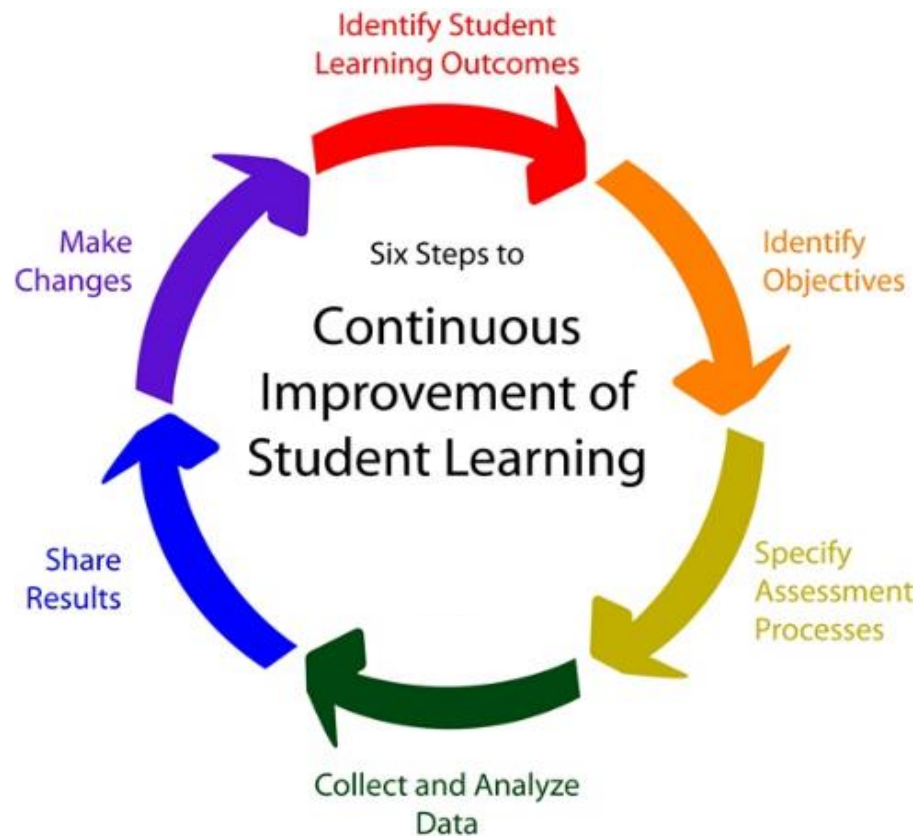 Identify Student
Learning Outcomes
Identify
Objectives
Specify
Assessment
Processes
Collect and Analyze
Data
Share
Results
Make
Changes
Six Steps to
Continuous
Improvement of
Student Learning